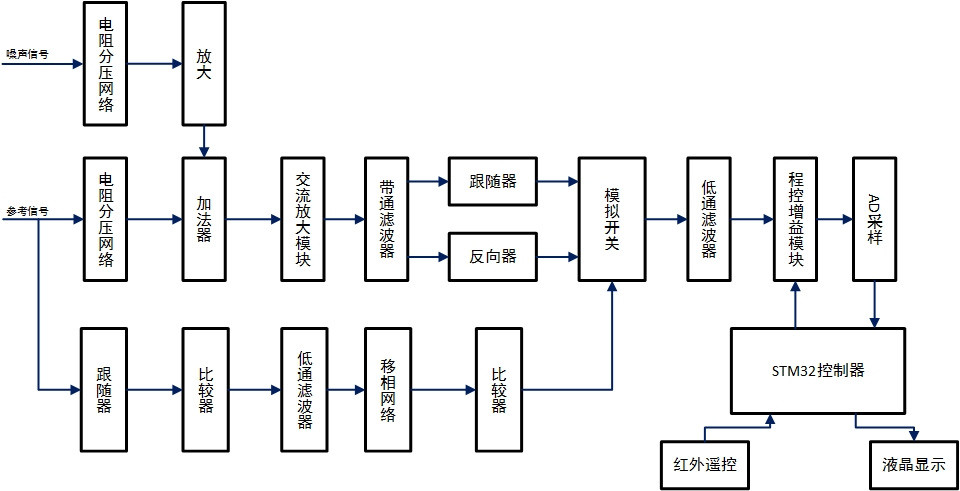 噪声信号
电阻分压网络
放大
参考信号
电阻分压网络
加法器
交流放大模块
带通滤波器
跟随器
反向器
模拟开关
低通滤波器
程控增益模块
AD采样
跟随器
比较器
低通滤波器
移相网络
比较器
STM32控制器
红外遥控
液晶显示